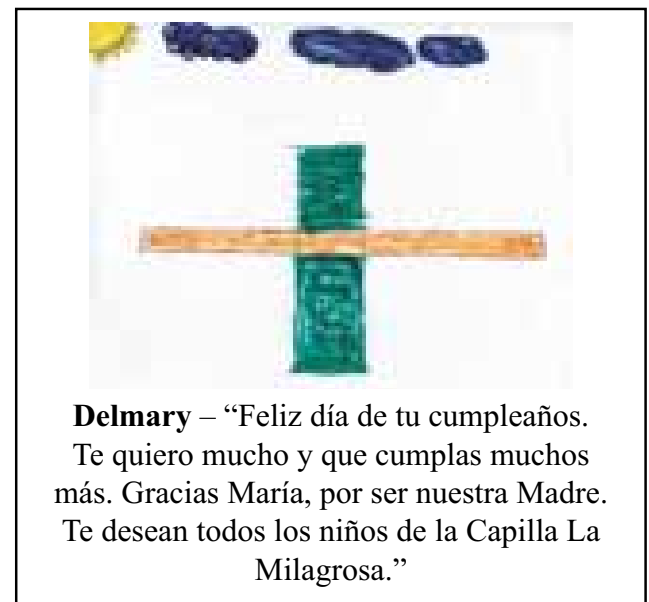 Delmary – “Feliz día de tu cumpleaños.
Te quiero mucho y que cumplas muchos
más. Gracias María, por ser nuestra Madre.
Te desean todos los niños de la Capilla La
Milagrosa.”